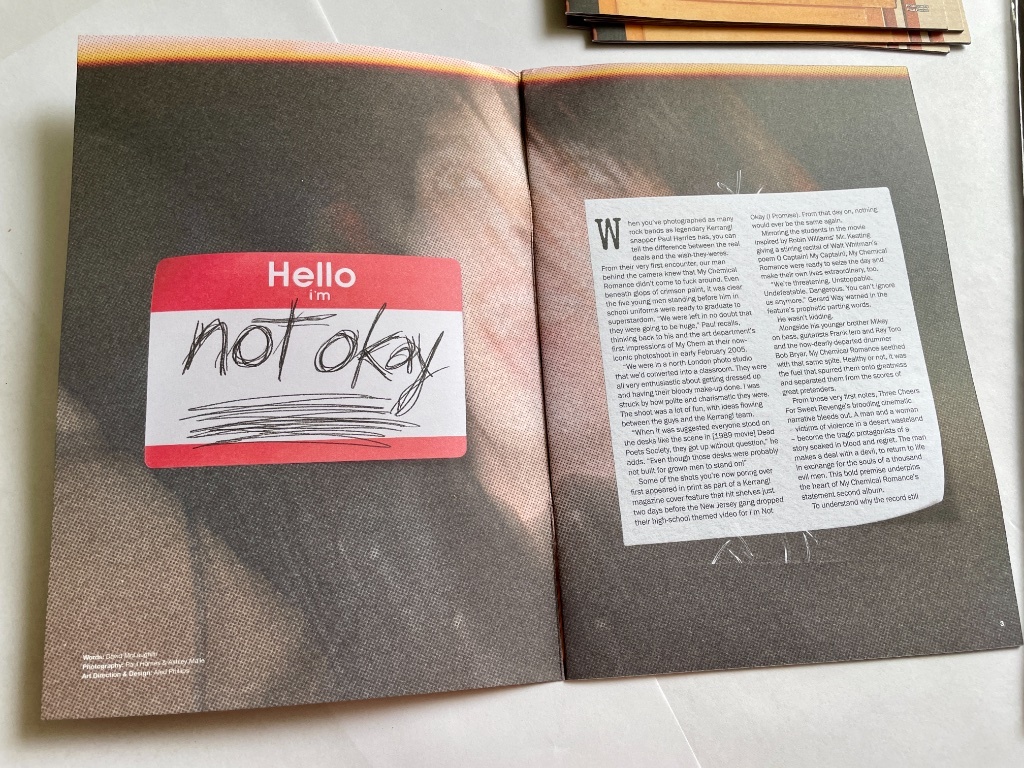 Hello
i'm
not okay
Words: David McLaughlin
Photography: Paul Harries & Ashley Maile
Art Direction & Design: Phillips
When you've photographed as many
rock bands as legendary Kerrang!
snapper Paul Harries has, you can
tell the difference between the real
deals and the wish-they-weres.
From their very first encounter, our man
behind the camera knew that My Chemical
Romance didn't come to fuck around. Even
beneath globs of crimson paint, it was clear
the five young men standing before him in
school uniforms were ready to graduate to
superstardom. "We were left in no doubt that
they were going to be huge," Paul recalls,
thinking back to his and the art department's
first impressions of My Chem at their now-
iconic photoshoot in early February 2005.
"We were in a north London photo studio
that we'd converted into a classroom. They were
all very enthusiastic about getting dressed up
and having their bloody make-up done. I was
struck by how polite and charismatic they were.
The shoot was a lot of fun, with ideas flowing
between the guys and the Kerrang! team.
"When it was suggested everyone stood on
the desks like the scene in [1989 movie] Dead
Poets Society, they got up without question," he
adds. "Even though those desks were probably
not built for grown men to stand on!"
Some of the shots you're now poring over
first appeared in print as part of a Kerrang!
magazine cover feature that hit shelves just
two days before the New Jersey gang dropped
their high-school themed video for I'm Not
Okay (I Promise). From that day on, nothing
would ever be the same again.
Mirroring the students in the movie
inspired by Robin Williams' Mr. Keating
giving a stirring recital of Walt Whitman's
poem O Captain! My Captain!, My Chemical
Romance were ready to seize the day and
make their own lives extraordinary, too.
"We're threatening. Unstoppable.
Undefeatable. Dangerous. You can't ignore
us anymore," Gerard Way warned in the
feature's prophetic parting words.
He wasn't kidding.
Alongside his younger brother Mikey
on bass, guitarists Frank Iero and Ray Toro
and the now-dearly departed drummer
Bob Bryar, My Chemical Romance seethed
with that same spite. Healthy or not, it was
the fuel that spurred them onto greatness
and separated them from the scores of
great pretenders.
From those very first notes, Three Cheers
For Sweet Revenge's brooding cinematic
narrative bleeds out. A man and a woman
– victims of violence in a desert wasteland
– become the tragic protagonists of a
story soaked in blood and regret. The man
makes a deal with a devil, to return to life
in exchange for the souls of a thousand
evil men. This bold premise underpins
the heart of My Chemical Romance's
statement second album.
To understand why the record still
3